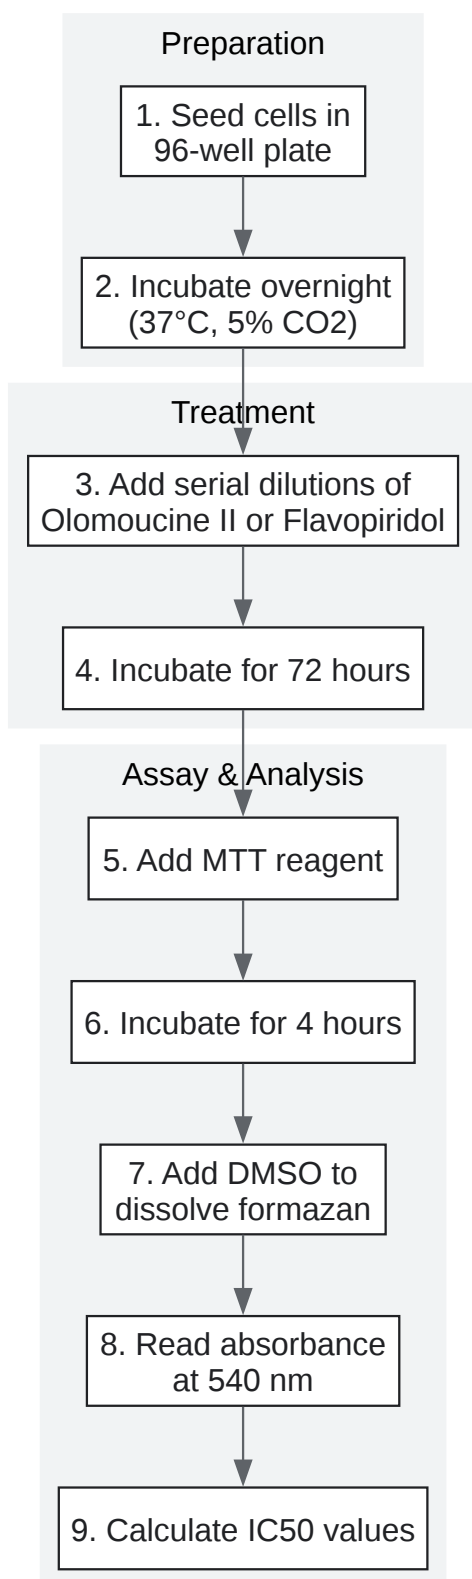 Preparation
1. Seed cells in
96-well plate
2. Incubate overnight
(37°C, 5% CO2)
Treatment
3. Add serial dilutions of
Olomoucine II or Flavopiridol
4. Incubate for 72 hours
Assay & Analysis
5. Add MTT reagent
6. Incubate for 4 hours
7. Add DMSO to
dissolve formazan
8. Read absorbance
at 540 nm
9. Calculate IC50 values